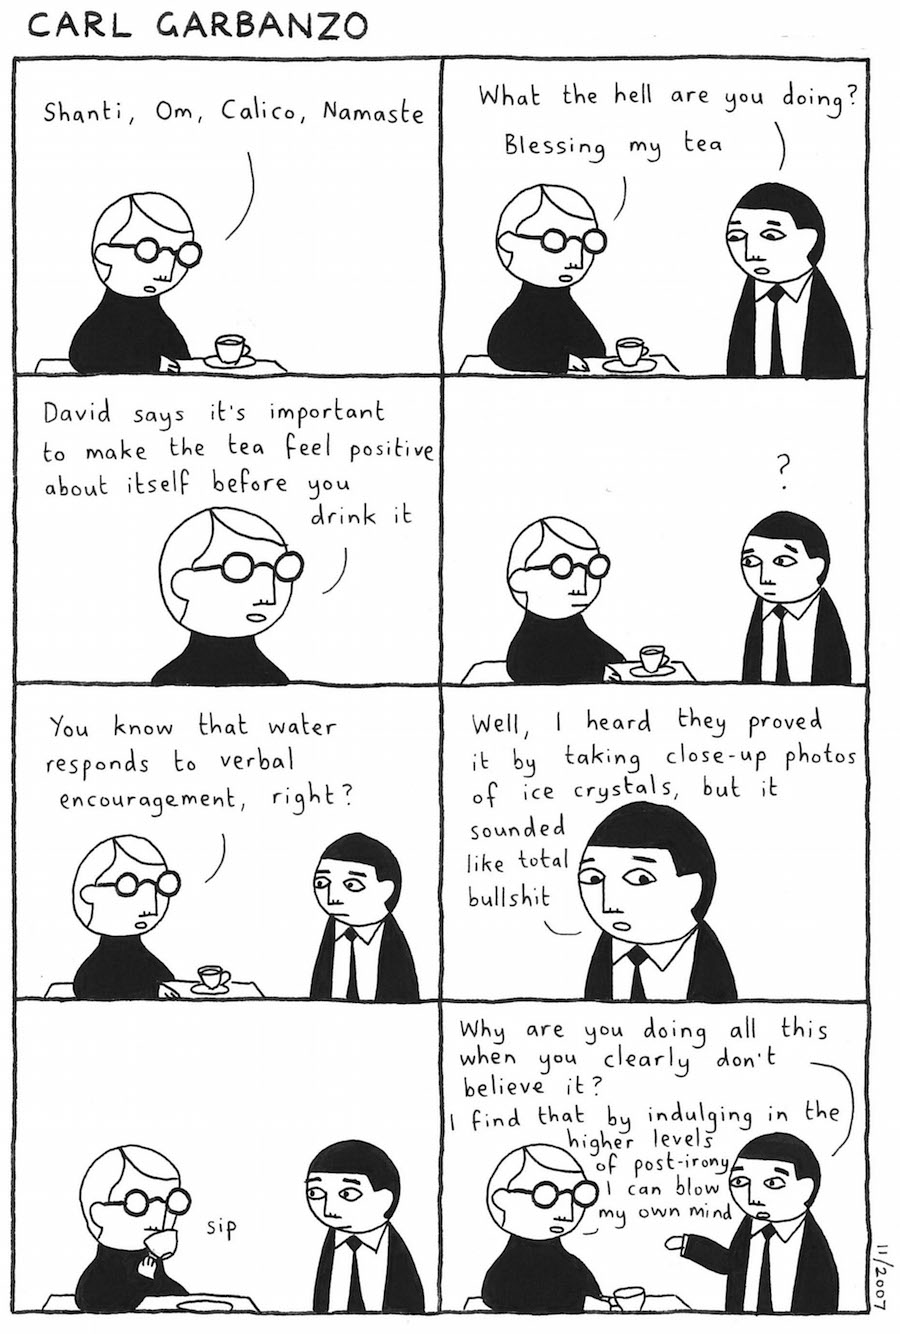 CARL GARBANZO
Shanti, Om, Calico, Namaste
What the hell are you doing?
Blessing my tea
David says it's important
to make the tea feel positive
about itself before you
drink it
?
You know that water
responds to verbal
encouragement, right?
Well, I heard they proved
it by taking close-up photos
of ice crystals, but it
sounded
like total
bullshit
sip
Why are you doing all this
when you clearly don't
believe it?
I find that by indulging in the
higher levels
of post-irony
I can blow
my own mind
11/2007